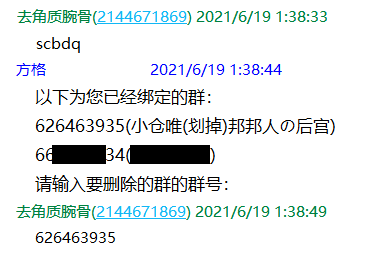 去角质腕骨(2144671869) 2021/6/19 1:38:33
scbdq
方格 2021/6/19 1:38:44
以下为您已经绑定的群:
626463935(小仓唯(划掉)邦邦人の后宫)
66 34( )
请输入要删除的群的群号:
去角质腕骨(2144671869) 2021/6/19 1:38:49
626463935